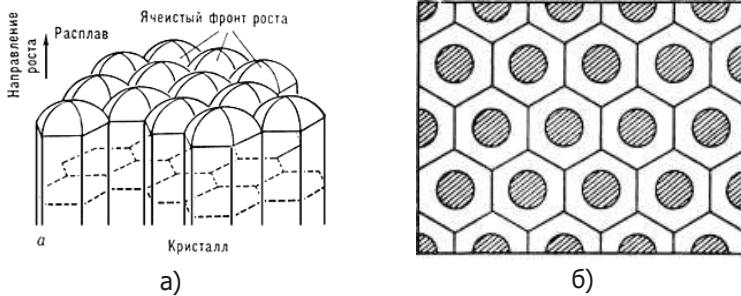 Направление
роста
Расплав
Ячеистый фронт роста
а
Кристалл
а)
б)